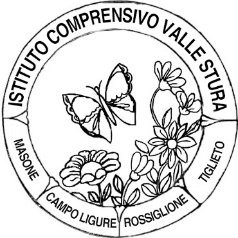 ISTITUTO COMPRENSIVO VALLE STURA
MASONE
CAMPO LIGURE
ROSSIGLIONE
TIGLIETO